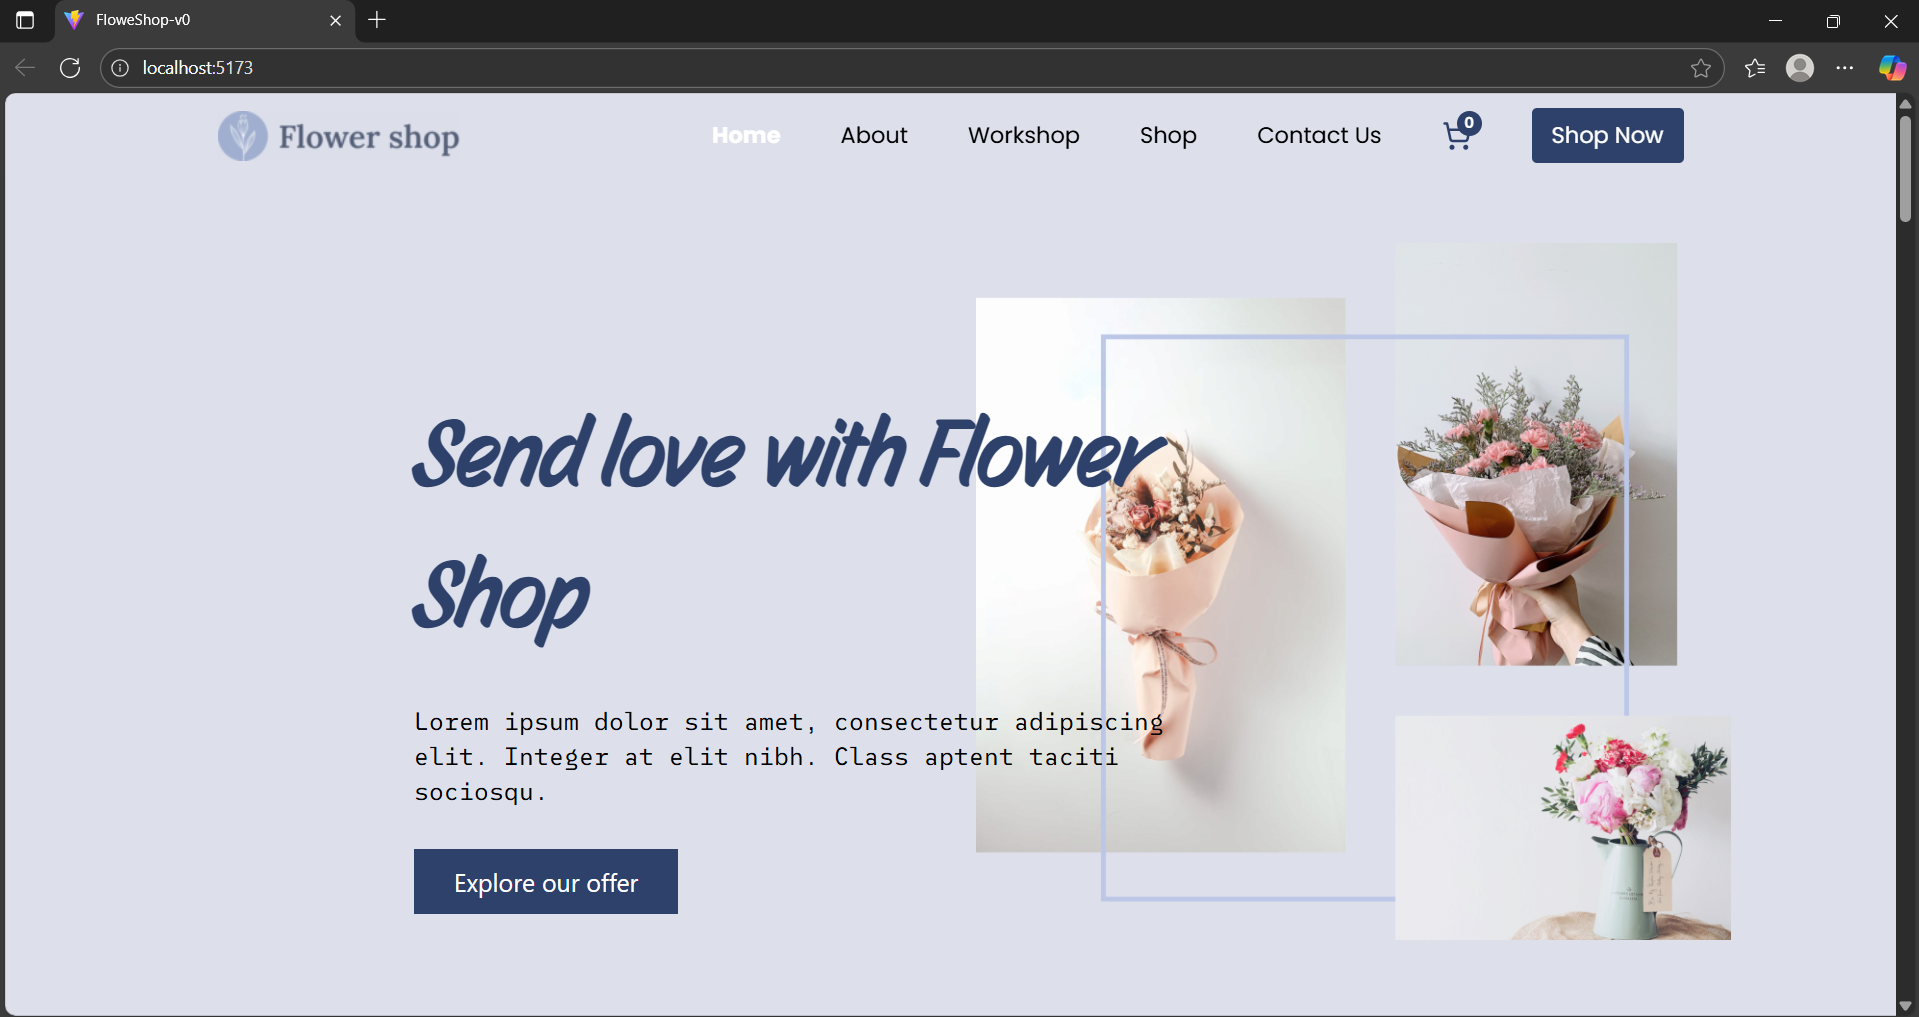 FloweShop-v0
localhost:5173
Flower shop
Home
About
Workshop
Shop
Contact Us
0
Shop Now
Send love with Flower
Shop
Lorem ipsum dolor sit amet, consectetur adipiscing
elit. Integer at elit nibh. Class aptent taciti
sociosqu.
Explore our offer